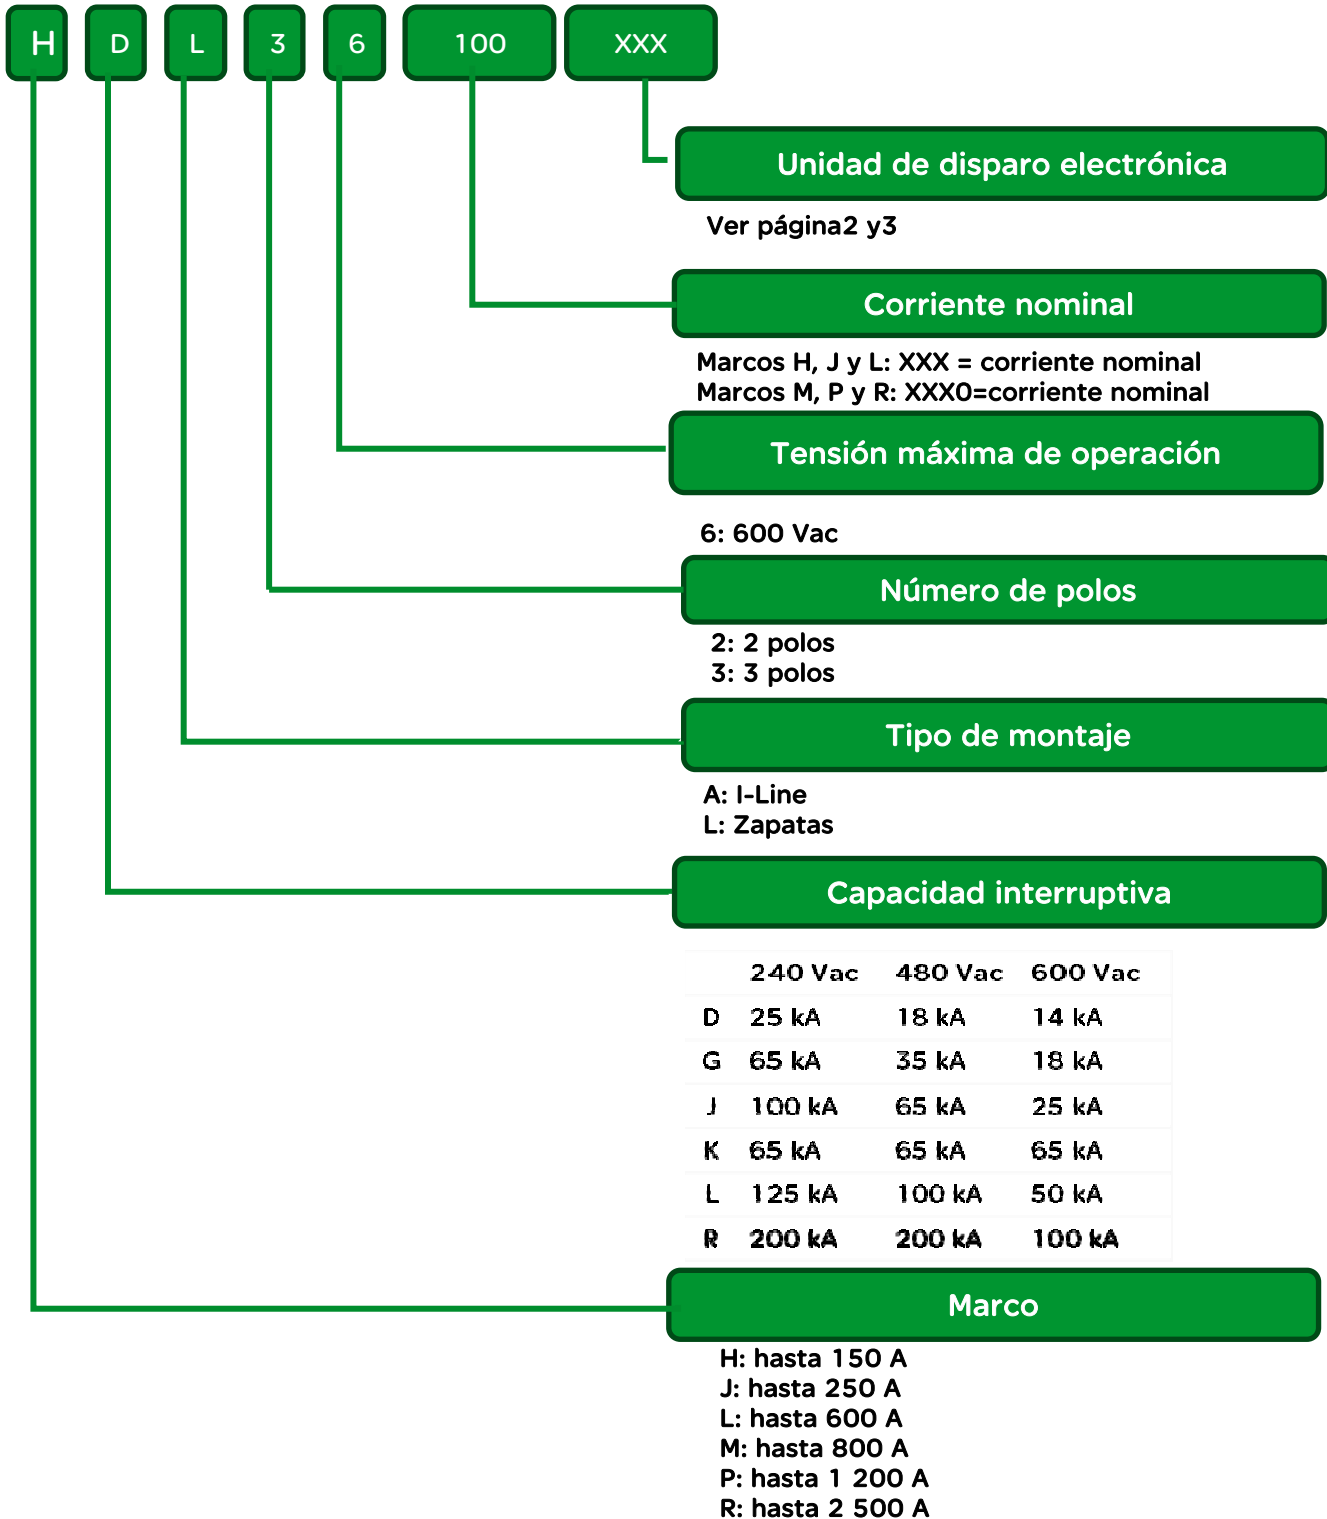 H D L 3 6 100 XXX
Unidad de disparo electrónica
Ver página2 y3
Corriente nominal
Marcos H, J y L: XXX = corriente nominal
Marcos M, P y R: XXX0=corriente nominal
Tensión máxima de operación
6: 600 Vac
Número de polos
2: 2 polos
3: 3 polos
Tipo de montaje
A: I-Line
L: Zapatas
Capacidad interruptiva
240 Vac 480 Vac 600 Vac
D 25 kA 18 kA 14 kA
G 65 kA 35 kA 18 kA
J 100 kA 65 kA 25 kA
K 65 kA 65 kA 65 kA
L 125 kA 100 kA 50 kA
R 200 kA 200 kA 100 kA
Marco
H: hasta 150 A
J: hasta 250 A
L: hasta 600 A
M: hasta 800 A
P: hasta 1 200 A
R: hasta 2 500 A